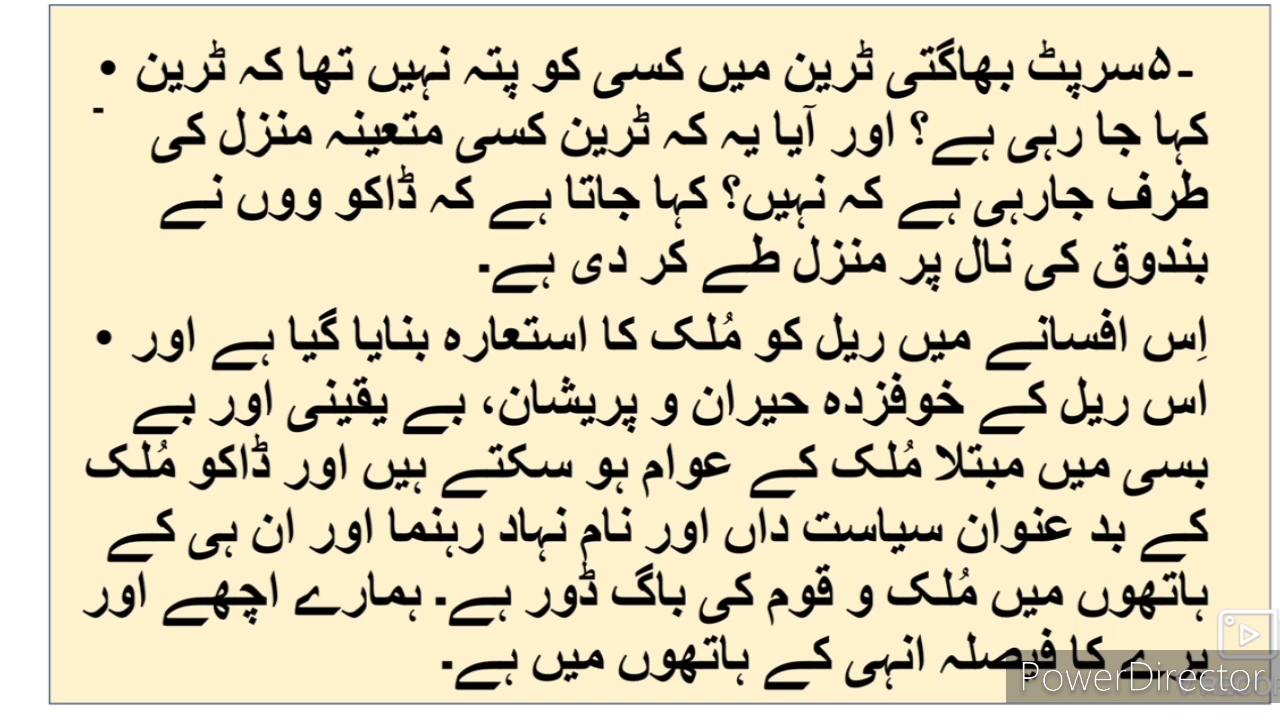 • ۵۔سرپٹ بھاگتی ٹرین میں کسی کو پتہ نہیں تھا کہ ٹرین
کہا جا رہی ہے؟ اور آیا یہ کہ ٹرین کسی متعینہ منزل کی
طرف جارہی ہے کہ نہیں؟ کہا جاتا ہے کہ ڈاکو ووں نے
بندوق کی نال پر منزل طے کر دی ہے۔
• اِس افسانے میں ریل کو مُلک کا استعارہ بنایا گیا ہے اور
اس ریل کے خوفزدہ حیران و پریشان، بے یقینی اور بے
بسی میں مبتلا مُلک کے عوام ہو سکتے ہیں اور ڈاکو مُلک
کے بد عنوان سیاست داں اور نام نہاد رہنما اور ان ہی کے
ہاتھوں میں مُلک و قوم کی باگ ڈور ہے۔ ہمارے اچھے اور
برے کا فیصلہ انہی کے ہاتھوں میں ہے۔
PowerDirector